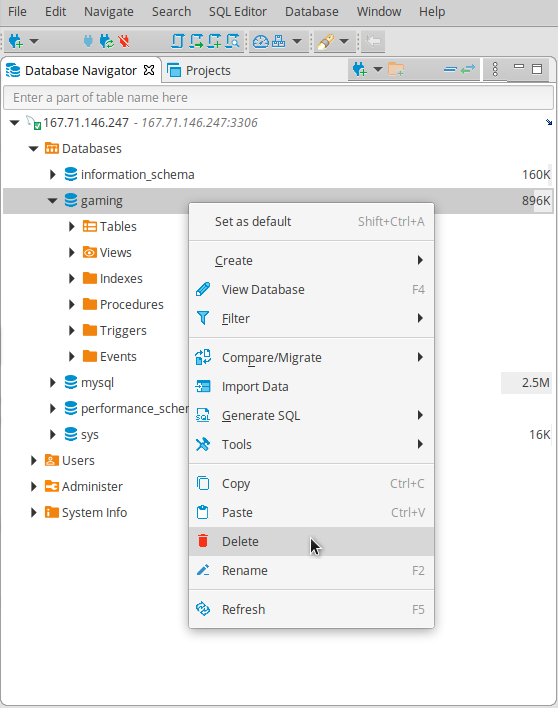 File Edit Navigate Search SQL Editor Database Window Help
Database Navigator Projects
Enter a part of table name here
167.71.146.247 - 167.71.146.247:3306
Databases
information_schema 160K
gaming 896K
Tables
Views
Indexes
Procedures
Triggers
Events
mysql 2.5M
performance_scher
sys 16K
Users
Administer
System Info
Set as default Shift+Ctrl+A
Create
View Database F4
Filter
Compare/Migrate
Import Data
Generate SQL
Tools
Copy Ctrl+C
Paste Ctrl+V
Delete
Rename F2
Refresh F5